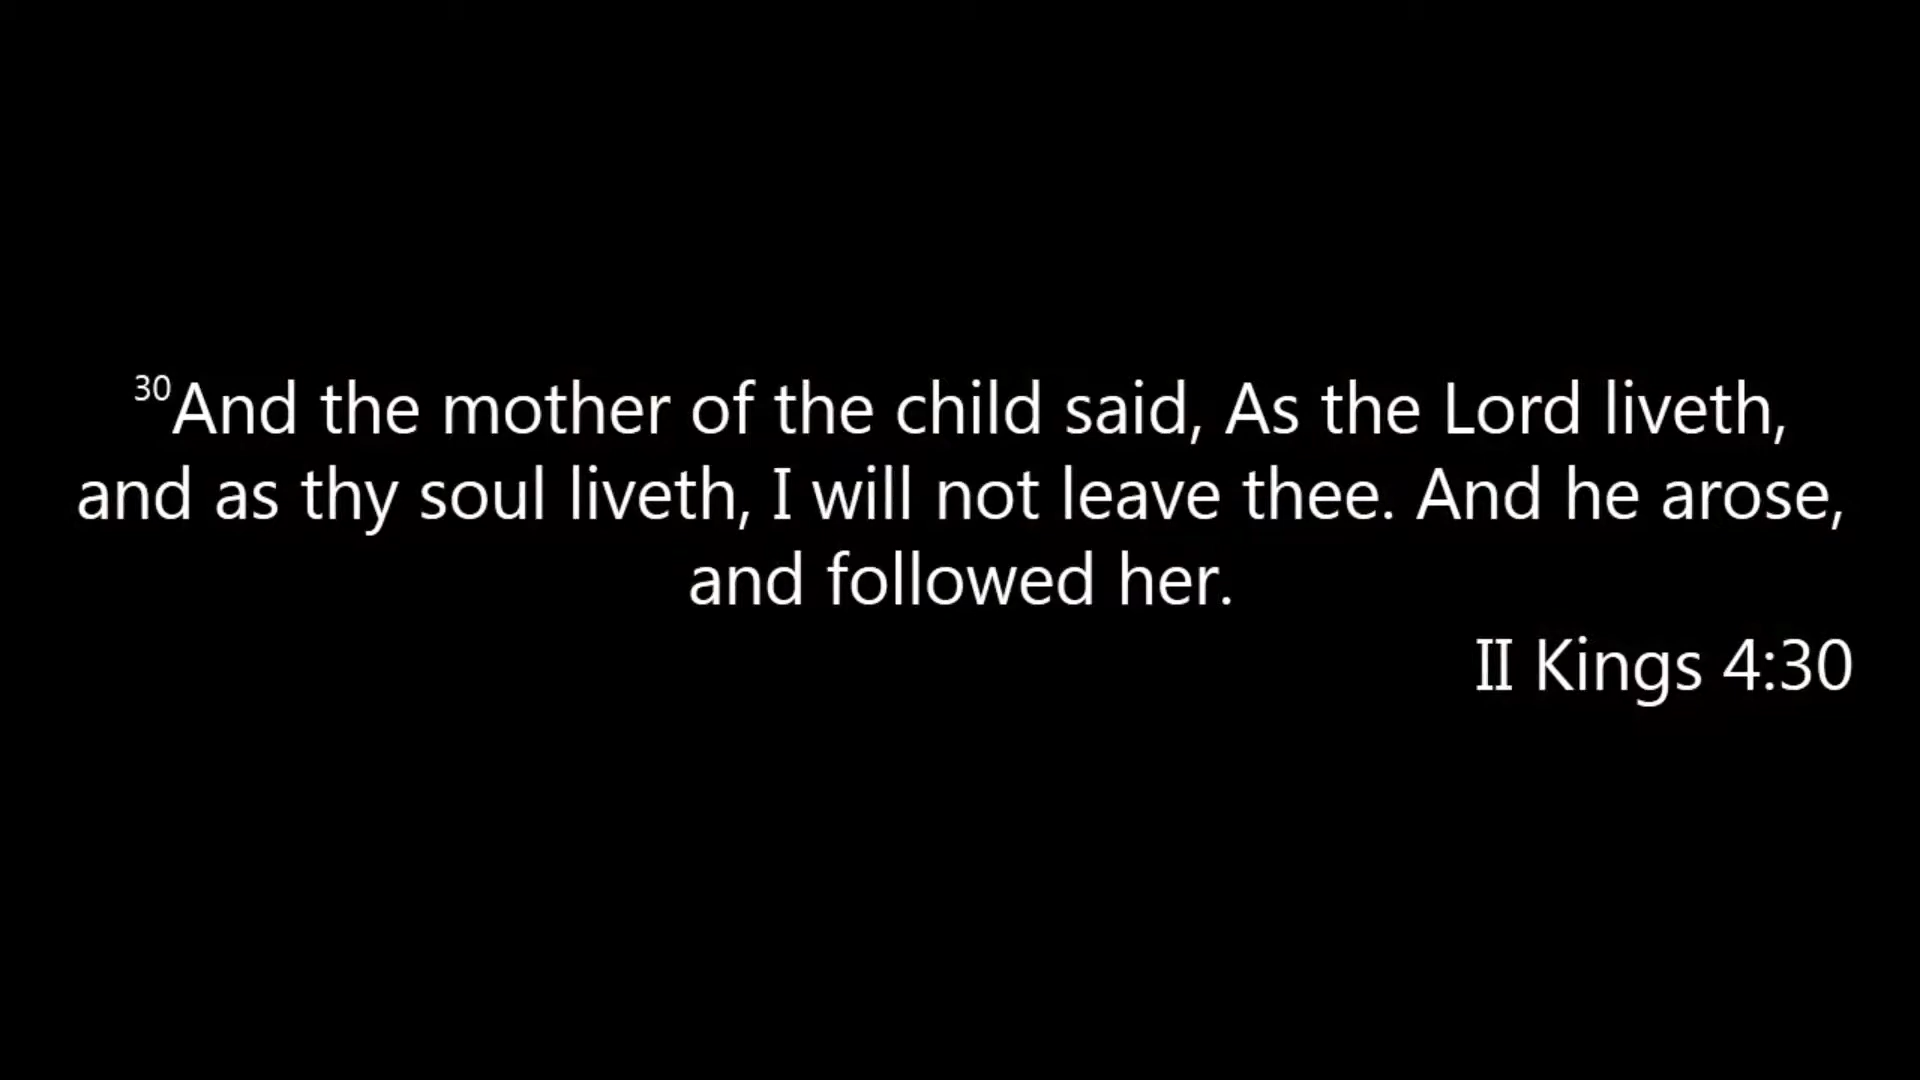 30And the mother of the child said, As the Lord liveth,
and as thy soul liveth, I will not leave thee. And he arose,
and followed her.
II Kings 4:30